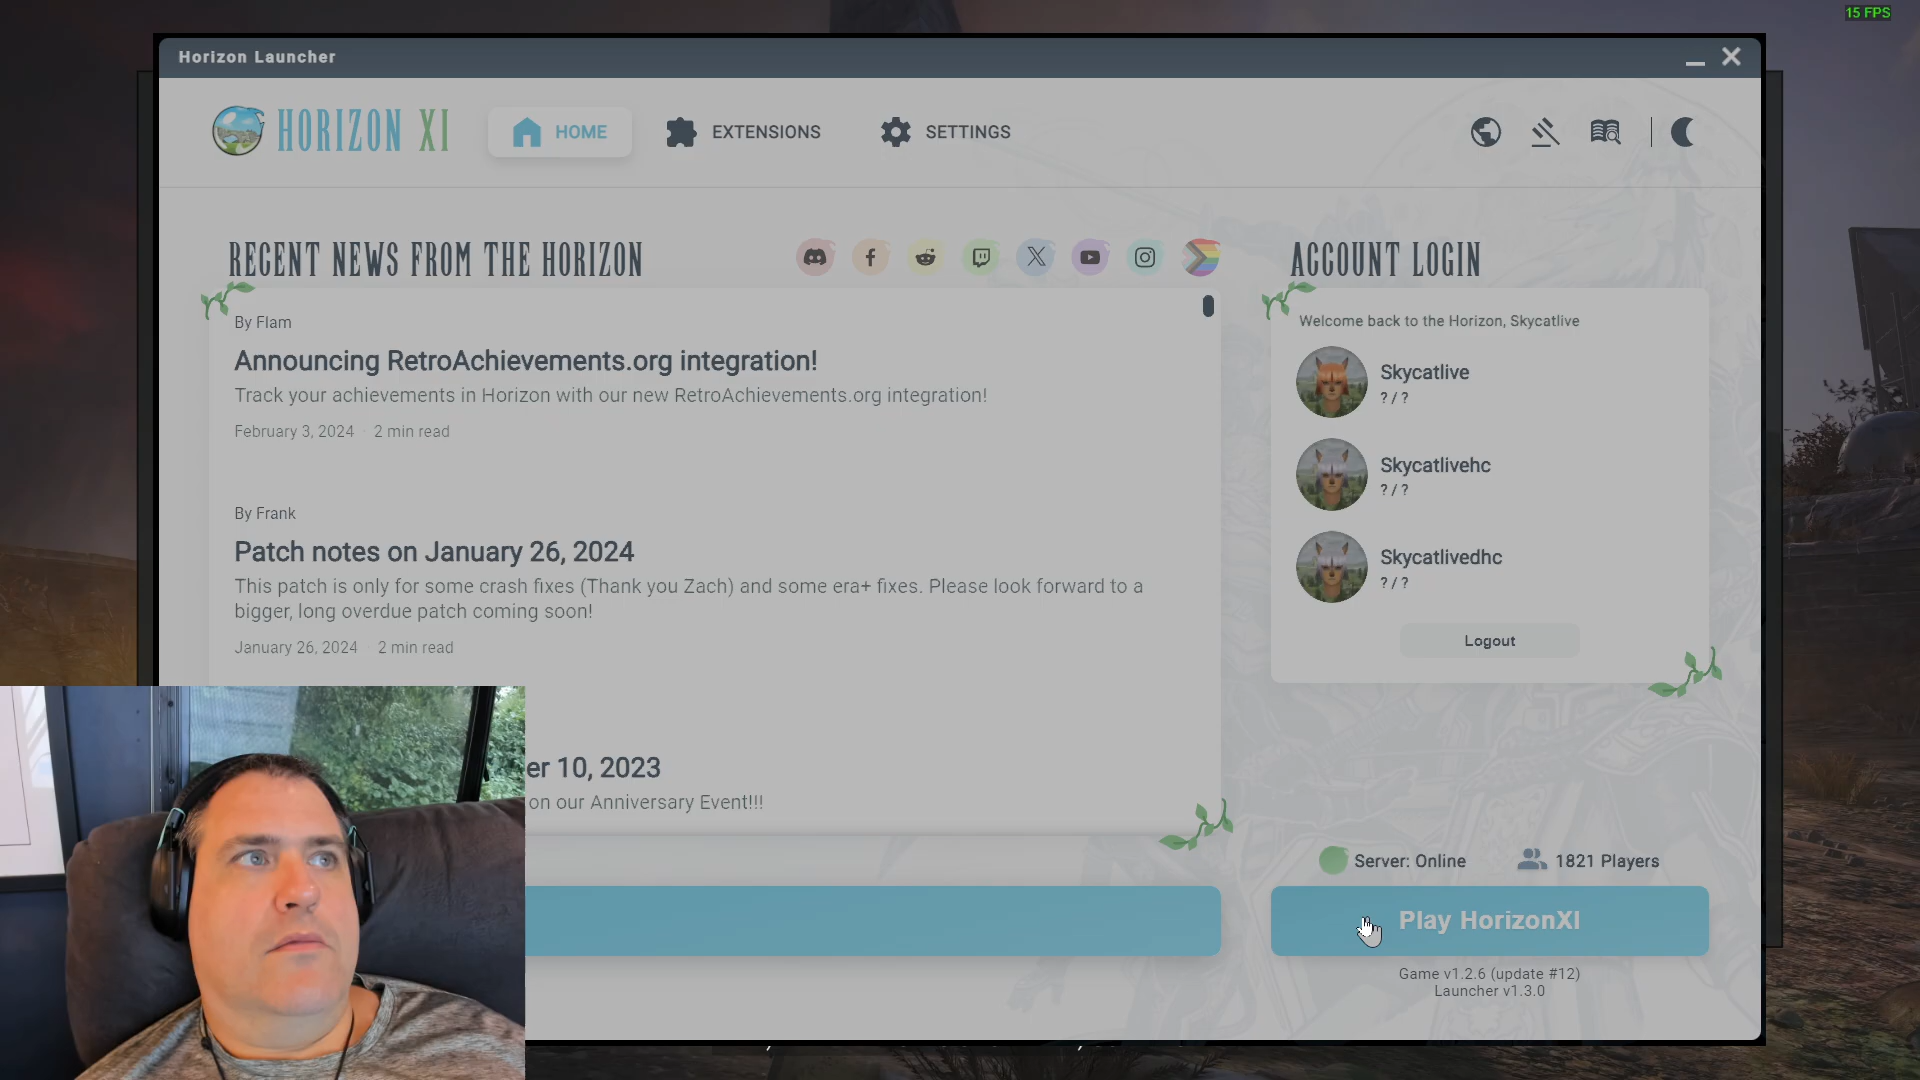 15 FPS
Horizon Launcher
HORIZON XI
HOME
EXTENSIONS
SETTINGS
RECENT NEWS FROM THE HORIZON
By Flam
Announcing RetroAchievements.org integration!
Track your achievements in Horizon with our new RetroAchievements.org integration!
February 3, 2024 · 2 min read
By Frank
Patch notes on January 26, 2024
This patch is only for some crash fixes (Thank you Zach) and some era+ fixes. Please look forward to a
bigger, long overdue patch coming soon!
January 26, 2024 · 2 min read
er 10, 2023
on our Anniversary Event!!!
ACCOUNT LOGIN
Welcome back to the Horizon, Skycatlive
Skycatlive
? / ?
Skycatlivehc
? / ?
Skycatlivedhc
? / ?
Logout
Server: Online
1821 Players
Play HorizonXI
Game v1.2.6 (update #12)
Launcher v1.3.0